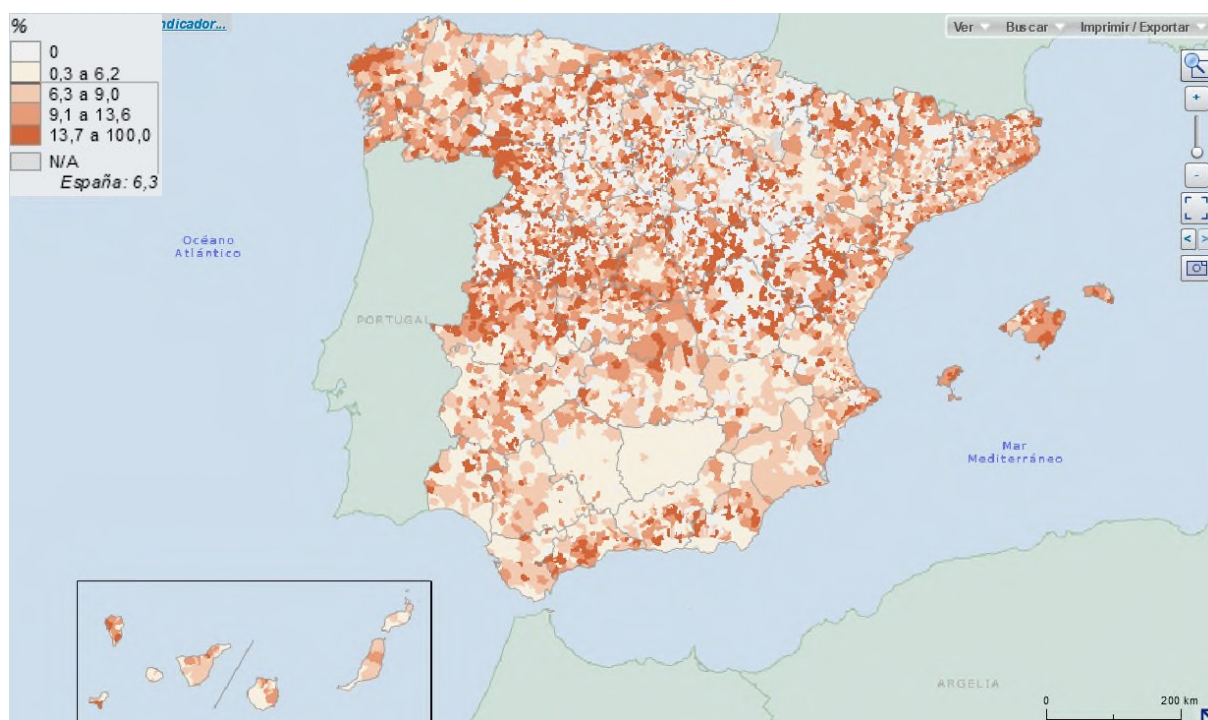 %
0
0,3 a 6,2
6,3 a 9,0
9,1 a 13,6
13,7 a 100,0
N/A
España: 6,3
ndicador...
Ver
Buscar
Imprimir / Exportar
+
-
< >
Océano
Atlántico
PORTUGAL
Mar
Mediterráneo
ARGELIA
0
200 km